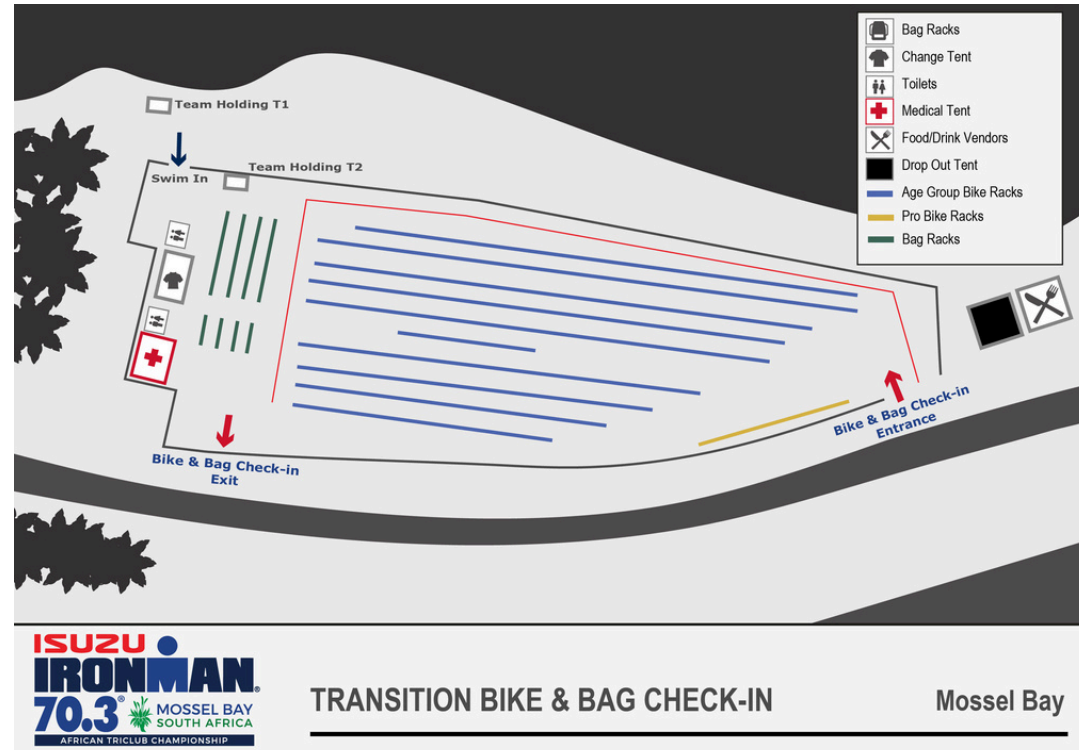 Bag Racks
Change Tent
Toilets
Medical Tent
Food/Drink Vendors
Drop Out Tent
Age Group Bike Racks
Pro Bike Racks
Bag Racks
Team Holding T1
Team Holding T2
Swim In
Bike & Bag Check-in
Entrance
Bike & Bag Check-in
Exit
ISUZU
IRONMAN®
70.3® MOSSEL BAY
SOUTH AFRICA
AFRICAN TRICLUB CHAMPIONSHIP
TRANSITION BIKE & BAG CHECK-IN
Mossel Bay